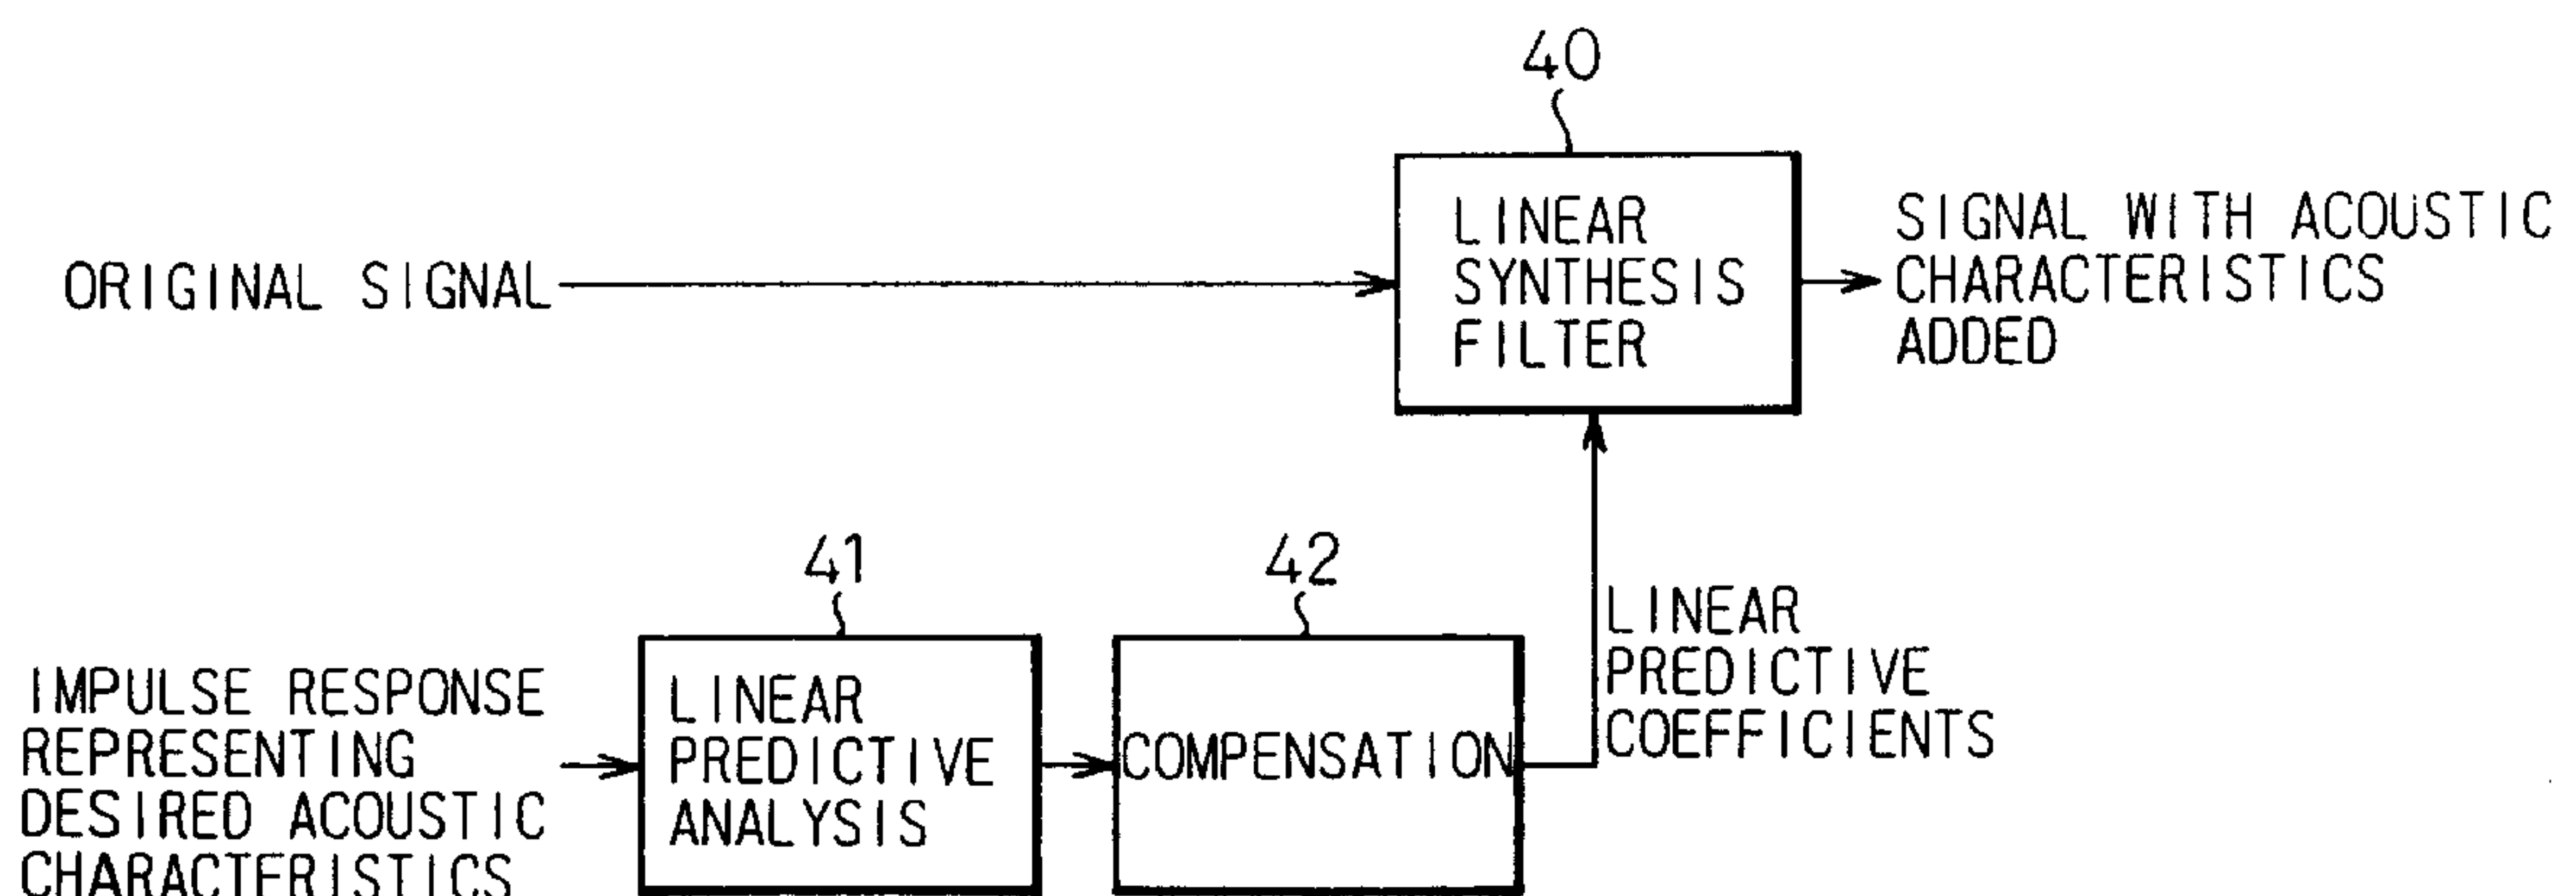 40
LINEAR
SYNTHESIS
FILTER
ORIGINAL SIGNAL
SIGNAL WITH ACOUSTIC
CHARACTERISTICS
ADDED
41
42
LINEAR
PREDICTIVE
COEFFICIENTS
IMPULSE RESPONSE
REPRESENTING
DESIRED ACOUSTIC
CHARACTERISTICS
LINEAR
PREDICTIVE
ANALYSIS
COMPENSATION